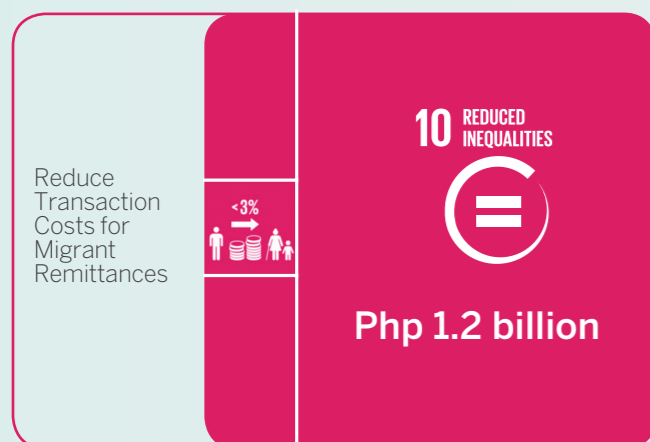 Reduce
Transaction
Costs for
Migrant
Remittances
<3%
10 REDUCED
INEQUALITIES
Php 1.2 billion